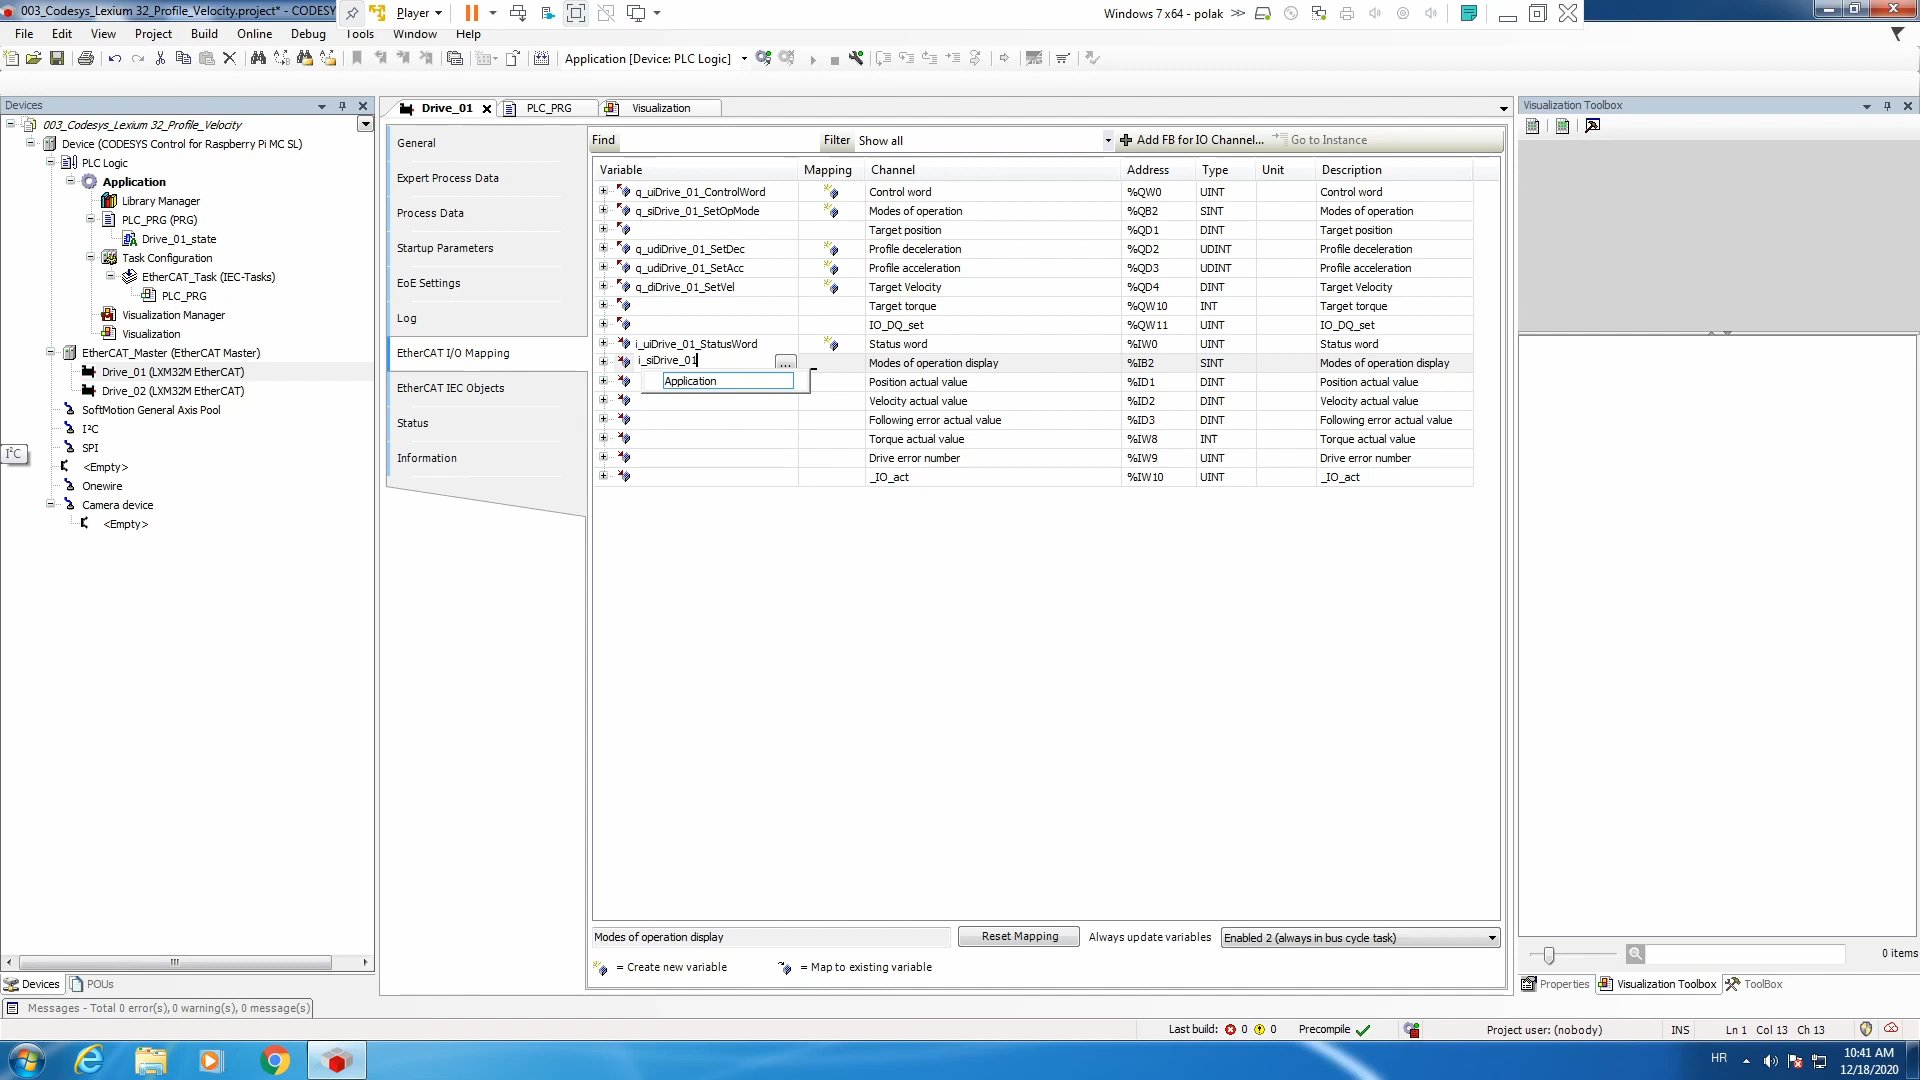 003_Codesys_Lexium 32_Profile_Velocity.project* - CODESY
Player
Windows 7 x64 - polak
File Edit View Project Build Online Debug Tools Window Help
Application [Device: PLC Logic]
Devices
003_Codesys_Lexium 32_Profile_Velocity
Device (CODESYS Control for Raspberry Pi MC SL)
PLC Logic
Application
Library Manager
PLC_PRG (PRG)
Drive_01_state
Task Configuration
EtherCAT_Task (IEC-Tasks)
PLC_PRG
Visualization Manager
Visualization
EtherCAT_Master (EtherCAT Master)
Drive_01 (LXM32M EtherCAT)
Drive_02 (LXM32M EtherCAT)
SoftMotion General Axis Pool
I²C
SPI
I²C
<Empty>
Onewire
Camera device
<Empty>
Devices POUs
Messages - Total 0 error(s), 0 warning(s), 0 message(s)
Drive_01 PLC_PRG Visualization
General
Expert Process Data
Process Data
Startup Parameters
EoE Settings
Log
EtherCAT I/O Mapping
EtherCAT IEC Objects
Status
Information
Find Filter Show all Add FB for IO Channel... Go to Instance
Variable Mapping Channel Address Type Unit Description
q_uiDrive_01_ControlWord Control word %QW0 UINT Control word
q_siDrive_01_SetOpMode Modes of operation %QB2 SINT Modes of operation
Target position %QD1 DINT Target position
q_udiDrive_01_SetDec Profile deceleration %QD2 UDINT Profile deceleration
q_udiDrive_01_SetAcc Profile acceleration %QD3 UDINT Profile acceleration
q_diDrive_01_SetVel Target Velocity %QD4 DINT Target Velocity
Target torque %QW10 INT Target torque
IO_DQ_set %QW11 UINT IO_DQ_set
i_uiDrive_01_StatusWord Status word %IW0 UINT Status word
i_siDrive_01 ... Modes of operation display %IB2 SINT Modes of operation display
Application Position actual value %ID1 DINT Position actual value
Velocity actual value %ID2 DINT Velocity actual value
Following error actual value %ID3 DINT Following error actual value
Torque actual value %IW8 INT Torque actual value
Drive error number %IW9 UINT Drive error number
_IO_act %IW10 UINT _IO_act
Modes of operation display Reset Mapping Always update variables Enabled 2 (always in bus cycle task)
= Create new variable = Map to existing variable
Visualization Toolbox
0 items
Properties Visualization Toolbox ToolBox
Last build: 0 0 Precompile Project user: (nobody) INS Ln 1 Col 13 Ch 13
HR
10:41 AM
12/18/2020